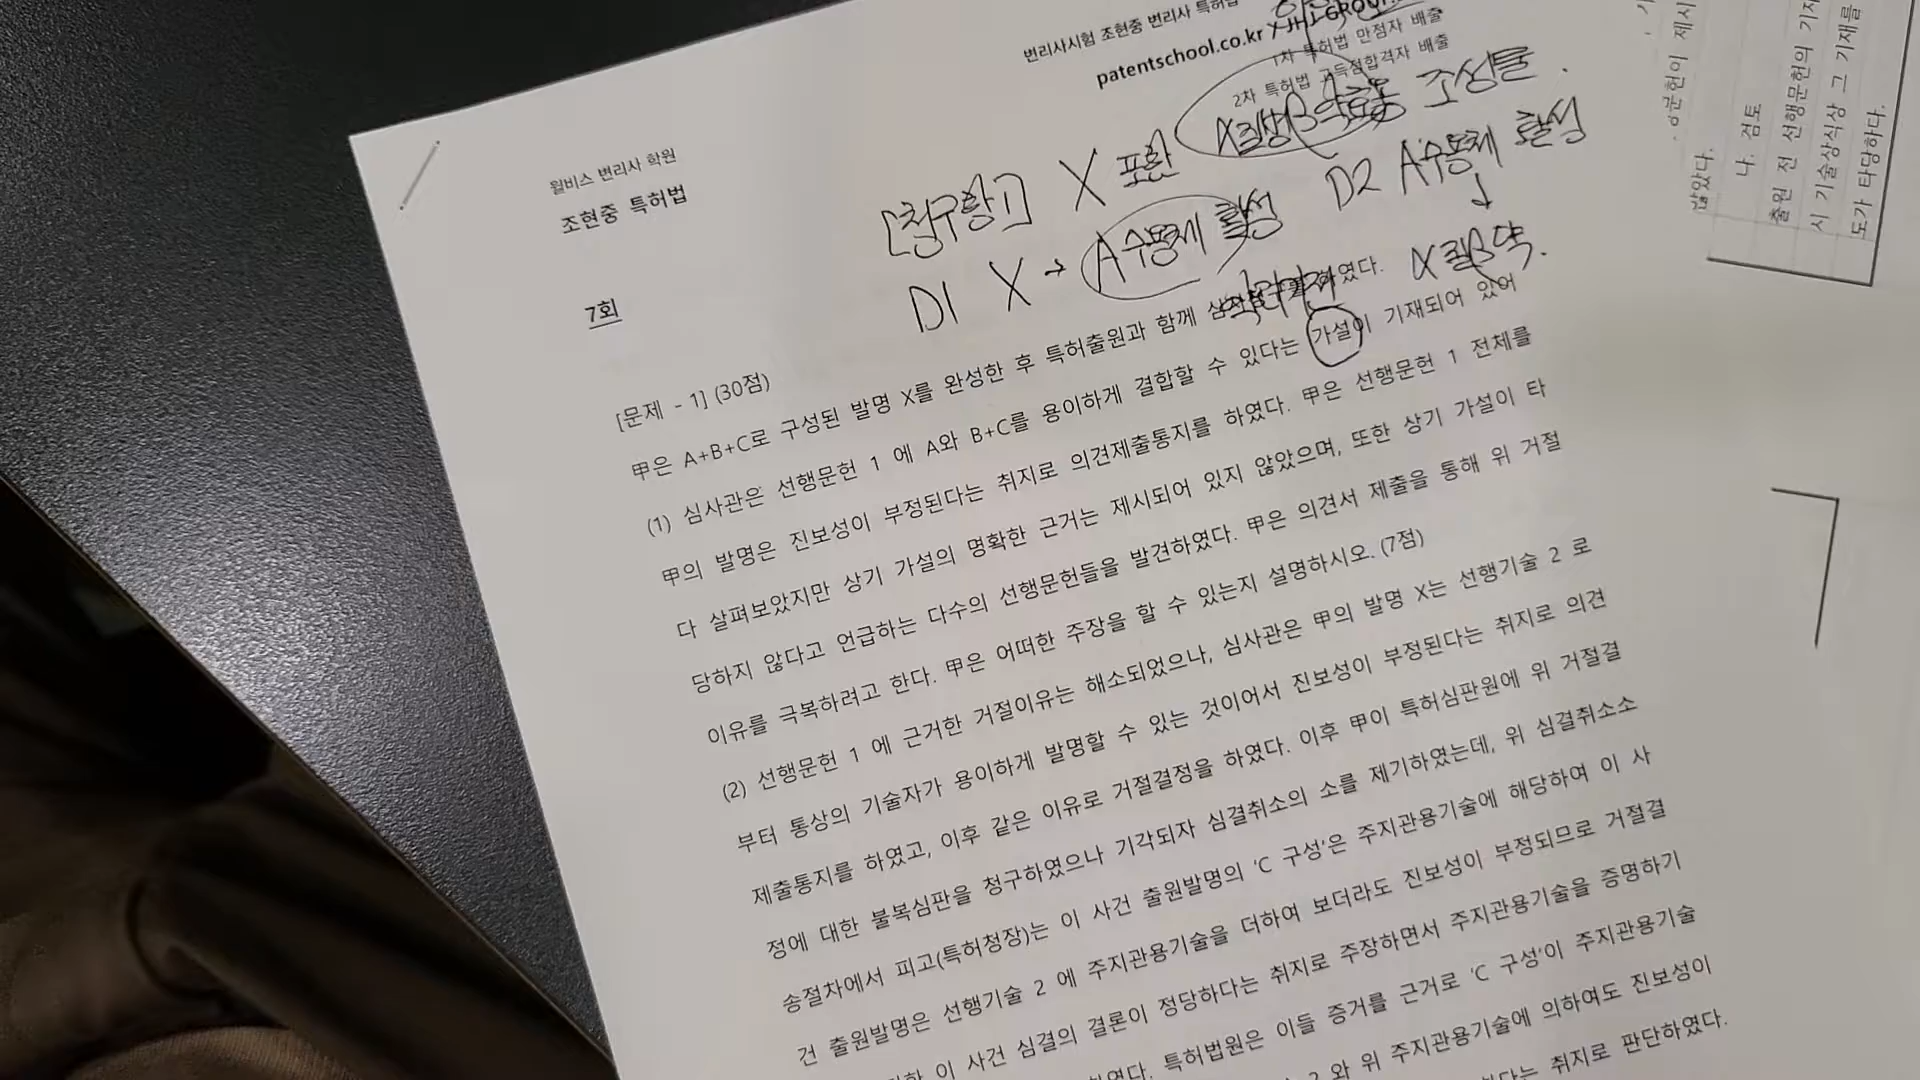 변리사시험 조현중 변리사 특허법
patentschool.co.kr
1차 특허법 만점자 배출
2차 특허법 고득점합격자 배출
윌비스 변리사 학원
조현중 특허법
[청구항1] X 포함 조성물.
D1 X → A수용체 활성
D2 A수용체 활성
↓
7회
[문제 - 1] (30점)
甲은 A+B+C로 구성된 발명 X를 완성한 후 특허출원과 함께 하였다.
(1) 심사관은 선행문헌 1 에 A와 B+C를 용이하게 결합할 수 있다는 가설이 기재되어 있어
甲의 발명은 진보성이 부정된다는 취지로 의견제출통지를 하였다. 甲은 선행문헌 1 전체를
다 살펴보았지만 상기 가설의 명확한 근거는 제시되어 있지 않았으며, 또한 상기 가설이 타
당하지 않다고 언급하는 다수의 선행문헌들을 발견하였다. 甲은 의견서 제출을 통해 위 거절
이유를 극복하려고 한다. 甲은 어떠한 주장을 할 수 있는지 설명하시오. (7점)
(2) 선행문헌 1 에 근거한 거절이유는 해소되었으나, 심사관은 甲의 발명 X는 선행기술 2 로
부터 통상의 기술자가 용이하게 발명할 수 있는 것이어서 진보성이 부정된다는 취지로 의견
제출통지를 하였고, 이후 같은 이유로 거절결정을 하였다. 이후 甲이 특허심판원에 위 거절결
정에 대한 불복심판을 청구하였으나 기각되자 심결취소의 소를 제기하였는데, 위 심결취소소
송절차에서 피고(특허청장)는 이 사건 출원발명의 'C 구성'은 주지관용기술에 해당하여 이 사
건 출원발명은 선행기술 2 에 주지관용기술을 더하여 보더라도 진보성이 부정되므로 거절결
이 사건 심결의 결론이 정당하다는 취지로 주장하면서 주지관용기술을 증명하기
특허법원은 이들 증거를 근거로 'C 구성'이 주지관용기술
2 와 위 주지관용기술에 의하여도 진보성이
취지로 판단하였다.
나. 검토
출원 전 선행문헌의 기재
시 기술상식상 그 기재를
도가 타당하다.
않았다.